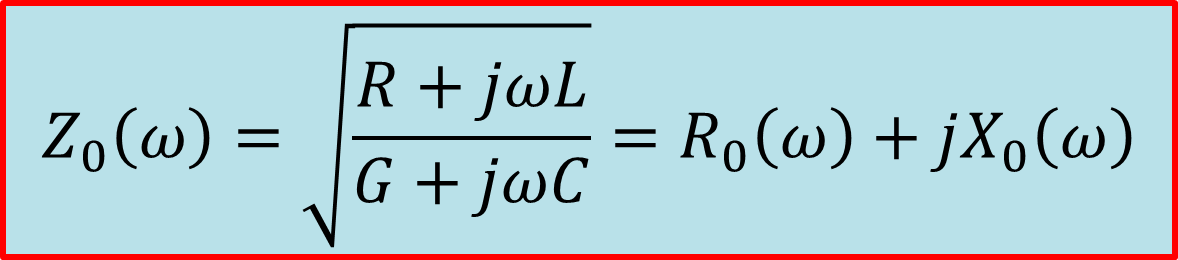 Z₀(ω) = √((R + jωL)/(G + jωC)) = R₀(ω) + jX₀(ω)